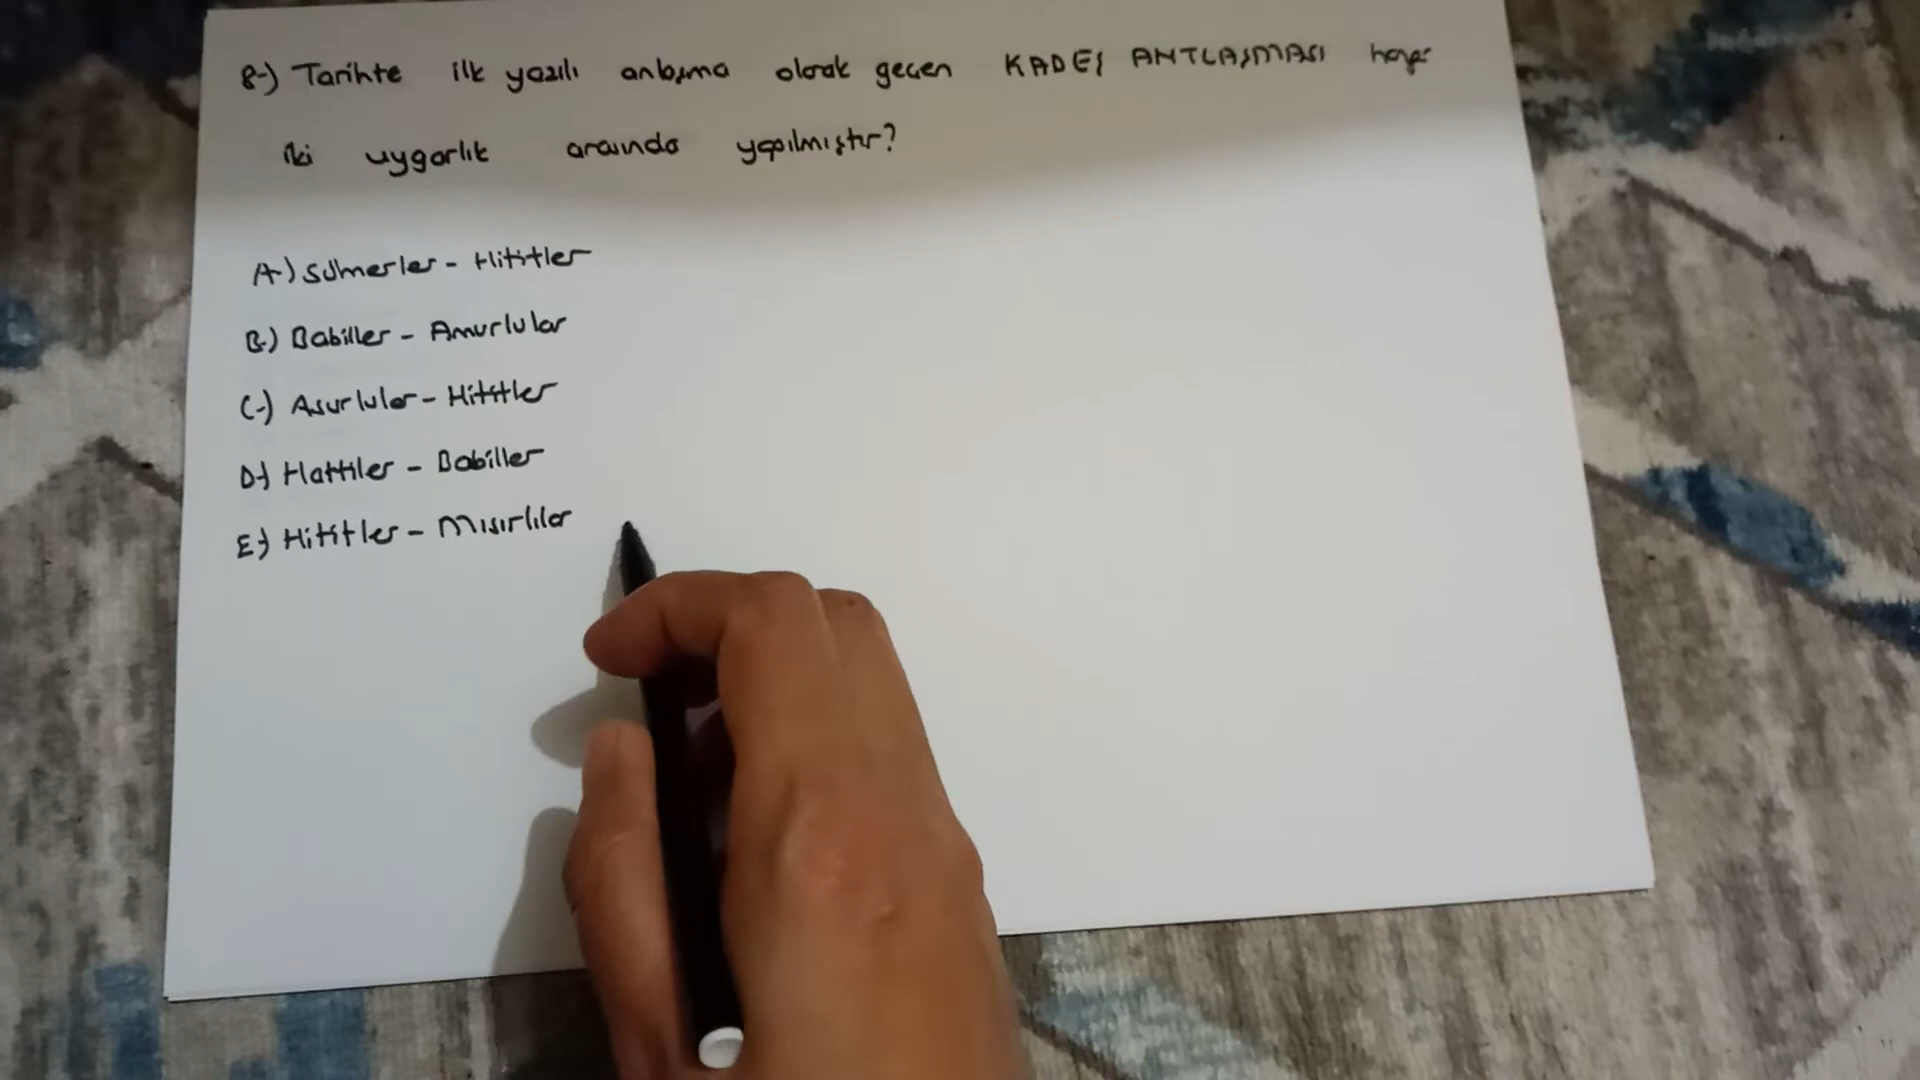 8-) Tarihte ilk yazılı anlaşma olarak geçen KADEŞ ANTLAŞMASI hangi
iki uygarlık arasında yapılmıştır?
A-) Sümerler - Hititler
B-) Babiller - Amurlular
C-) Asurlular - Hititler
D-) Hattiler - Babiller
E-) Hititler - Mısırlılar